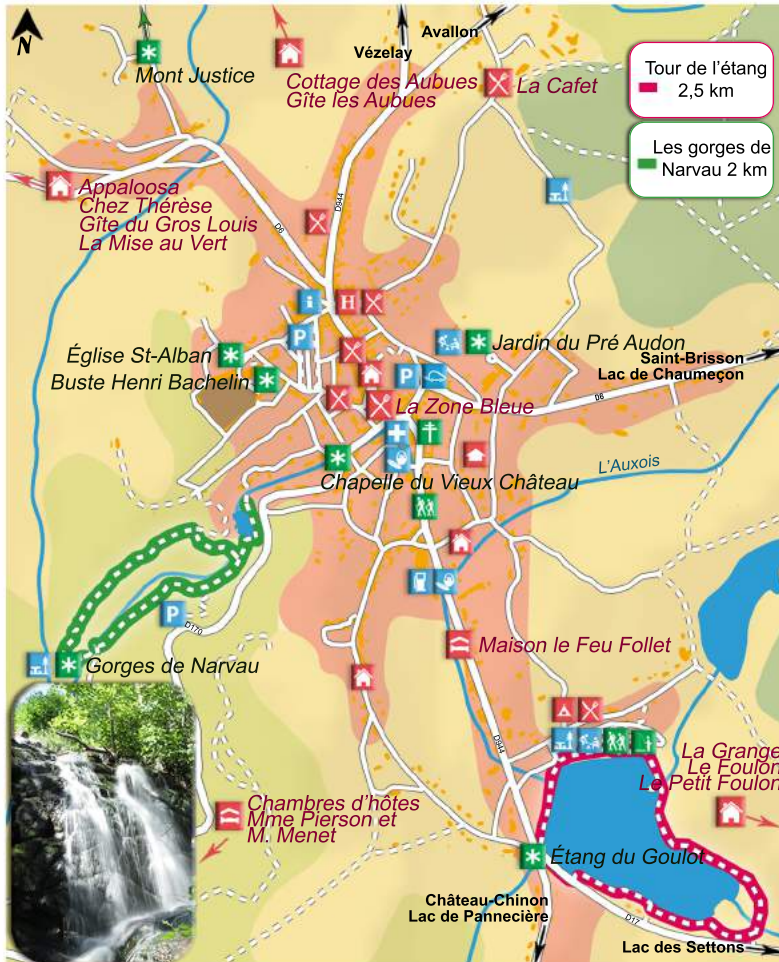 N
Avallon
Vézelay
Mont Justice
Cottage des Aubues
Gîte les Aubues
La Cafet
Tour de l'étang
2,5 km
Les gorges de
Narvau 2 km
Appaloosa
Chez Thérèse
Gîte du Gros Louis
La Mise au Vert
D944
D6
i
H
P
Jardin du Pré Audon
Église St-Alban
Buste Henri Bachelin
Saint-Brisson
Lac de Chaumeçon
P
D6
La Zone Bleue
L'Auxois
Chapelle du Vieux Château
P
D170
Maison le Feu Follet
Gorges de Narvau
D944
La Grange
Le Foulon
Le Petit Foulon
Chambres d'hôtes
Mme Pierson et
M. Menet
Étang du Goulot
Château-Chinon
Lac de Pannecière
D17
Lac des Settons